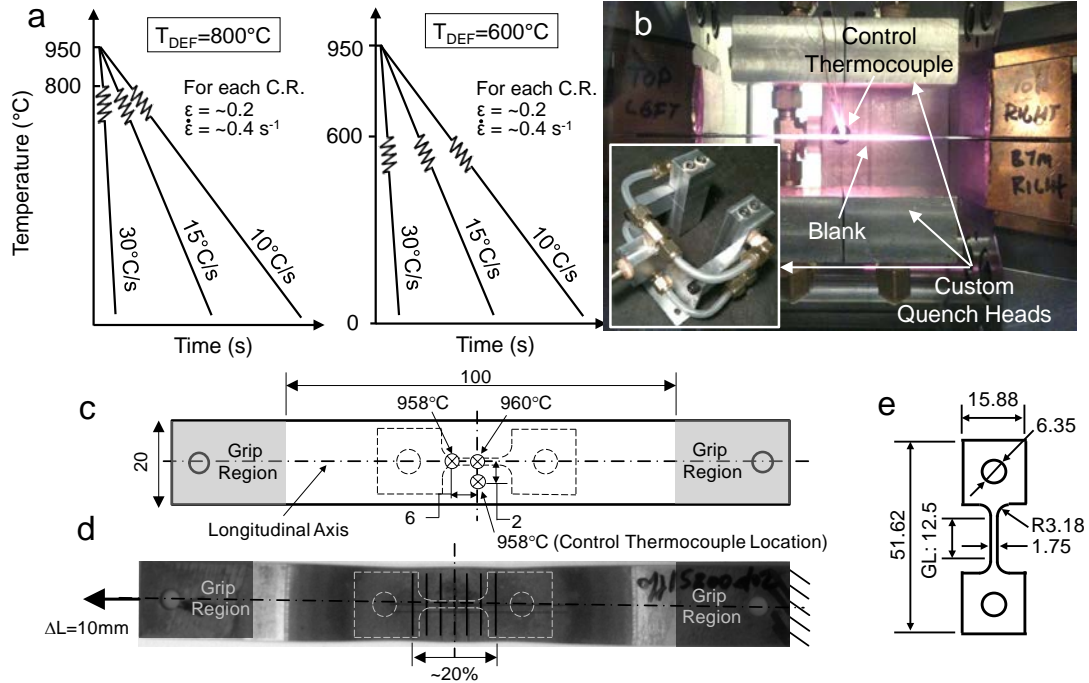 a
T_DEF=800°C
950
800
Temperature (°C)
For each C.R.
ε = ~0.2
ε̇ = ~0.4 s⁻¹
30°C/s
15°C/s
10°C/s
Time (s)
T_DEF=600°C
950
600
0
For each C.R.
ε = ~0.2
ε̇ = ~0.4 s⁻¹
30°C/s
15°C/s
10°C/s
Time (s)
b
Control
Thermocouple
TOP
LEFT
TOP
RIGHT
BTM
RIGHT
Blank
Custom
Quench Heads
c
100
958°C
960°C
20
Grip
Region
Grip
Region
Longitudinal Axis
6
2
958°C (Control Thermocouple Location)
d
Grip
Region
Grip
Region
ΔL=10mm
~20%
e
15.88
6.35
51.62
GL: 12.5
R3.18
1.75